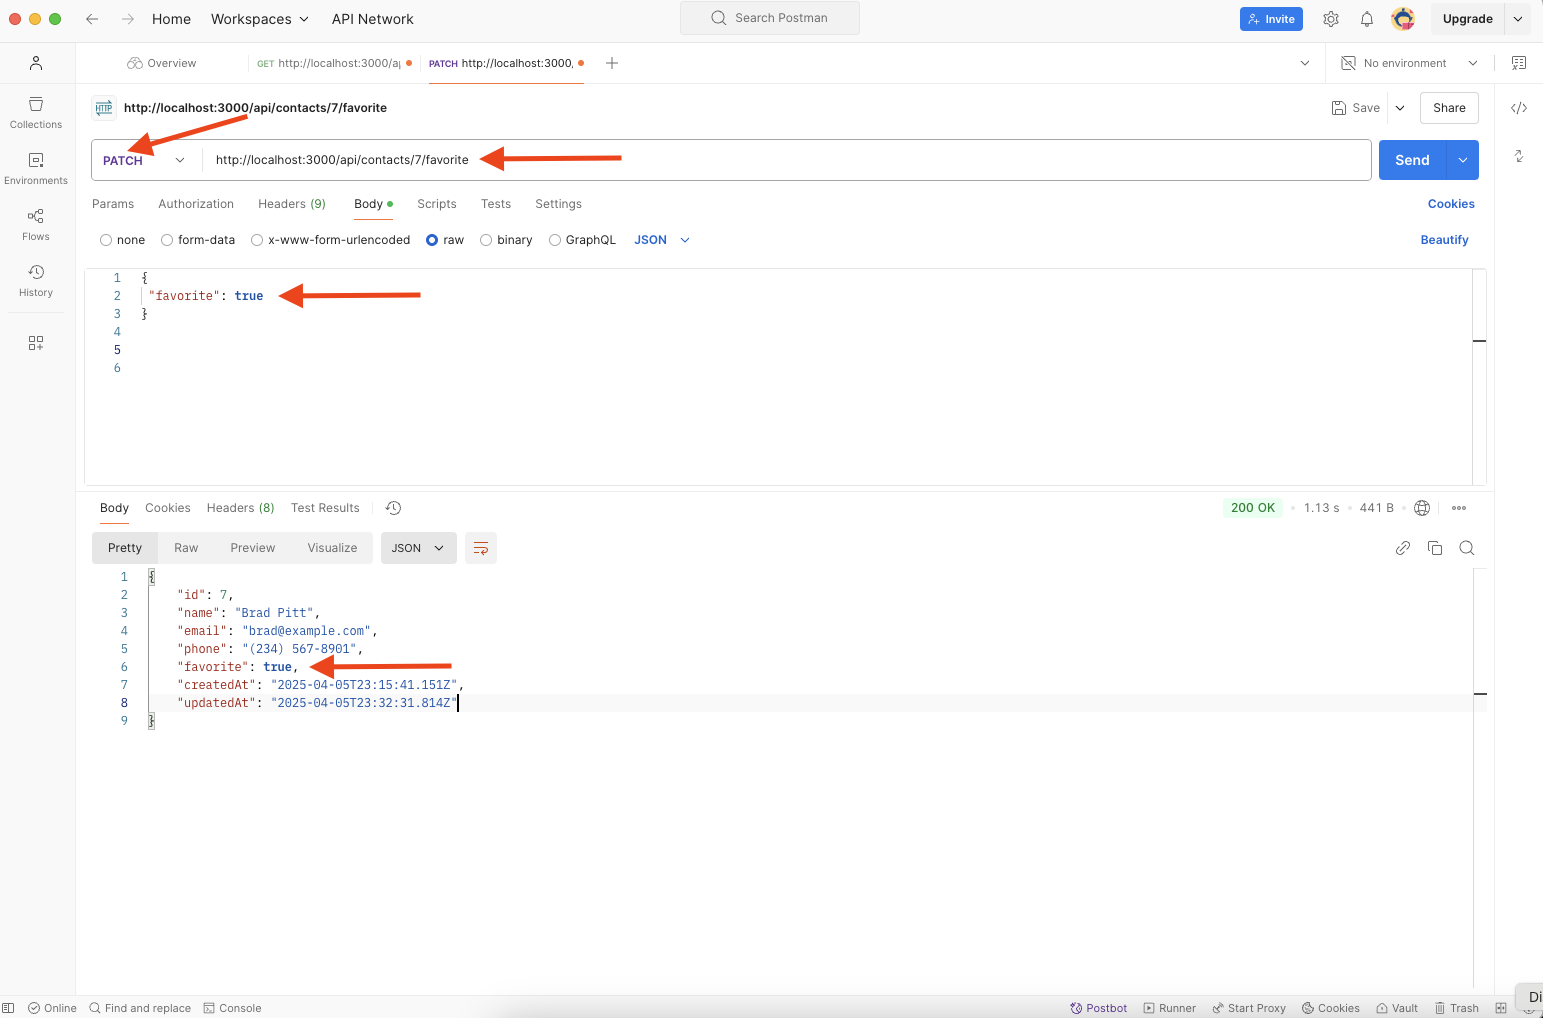 Home Workspaces API Network Search Postman Invite Upgrade
Overview GET http://localhost:3000/a PATCH http://localhost:3000, No environment
HTTP http://localhost:3000/api/contacts/7/favorite Save Share
Collections
PATCH http://localhost:3000/api/contacts/7/favorite Send
Environments
Params Authorization Headers (9) Body Scripts Tests Settings Cookies
Flows
none form-data x-www-form-urlencoded raw binary GraphQL JSON Beautify
History
1 {
2 "favorite": true
3 }
4
5
6
Body Cookies Headers (8) Test Results 200 OK • 1.13 s • 441 B •
Pretty Raw Preview Visualize JSON
1 {
2 "id": 7,
3 "name": "Brad Pitt",
4 "email": "brad@example.com",
5 "phone": "(234) 567-8901",
6 "favorite": true,
7 "createdAt": "2025-04-05T23:15:41.151Z",
8 "updatedAt": "2025-04-05T23:32:31.814Z"
9 }
Online Find and replace Console Postbot Runner Start Proxy Cookies Vault Trash Di